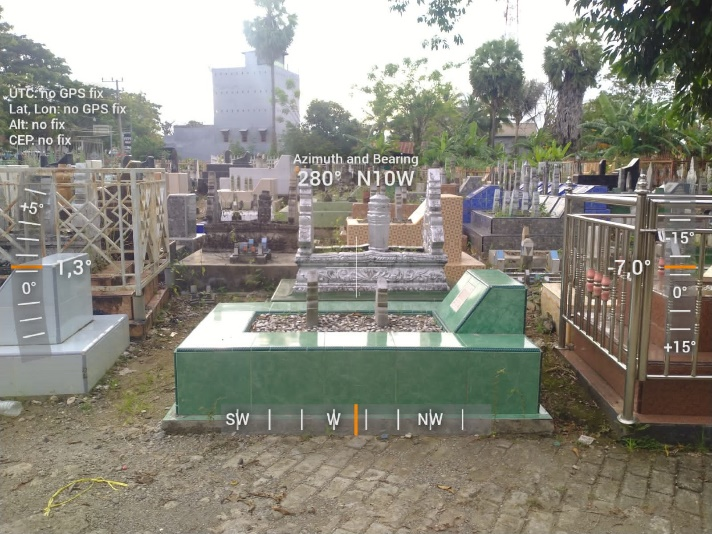 UTC: no GPS fix
Lat, Lon: no GPS fix
Alt: no fix
CEP: no fix
Azimuth and Bearing
280° N10W
+5°
1,3°
0°
-15°
-7,0°
0°
+15°
SW W NW